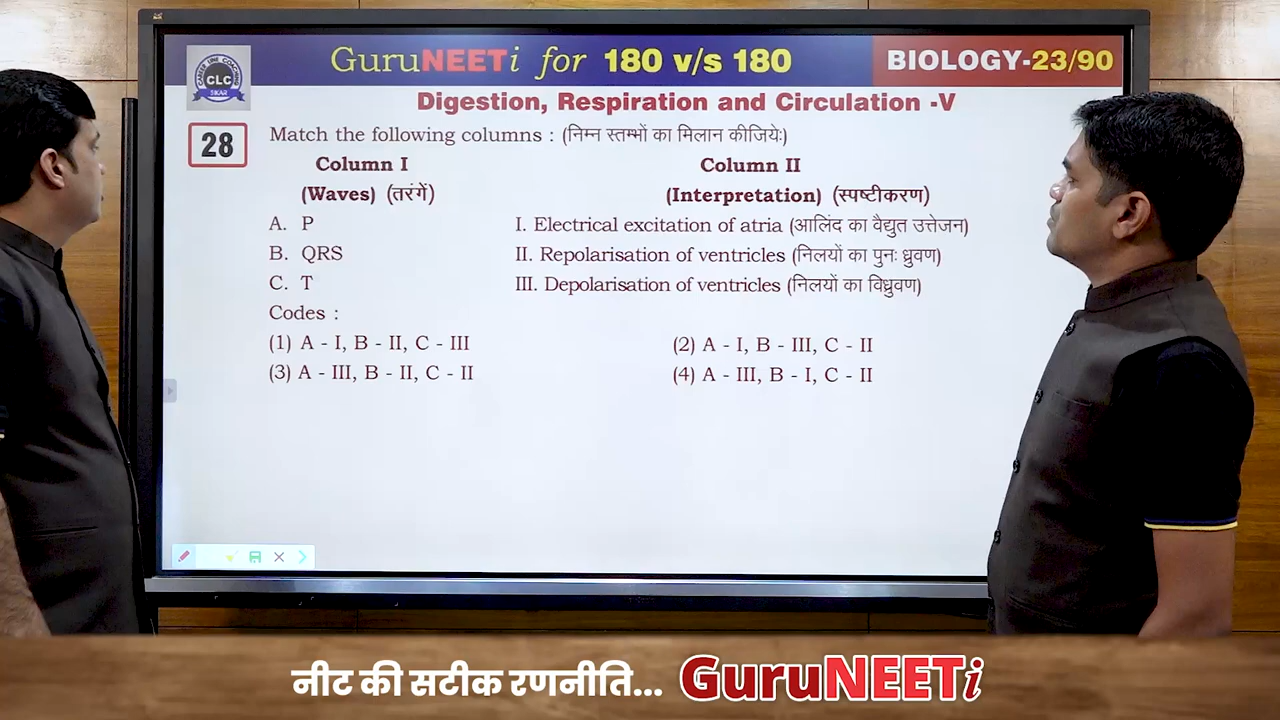 GuruNEETi for 180 v/s 180
BIOLOGY-23/90
CLC
SIKAR
Digestion, Respiration and Circulation -V
28
Match the following columns : (निम्न स्तम्भों का मिलान कीजियेः)
Column I Column II
(Waves) (तरंगें) (Interpretation) (स्पष्टीकरण)
A. P I. Electrical excitation of atria (आलिंद का वैद्युत उत्तेजन)
B. QRS II. Repolarisation of ventricles (निलयों का पुनः ध्रुवण)
C. T III. Depolarisation of ventricles (निलयों का विध्रुवण)
Codes :
(1) A - I, B - II, C - III (2) A - I, B - III, C - II
(3) A - III, B - II, C - II (4) A - III, B - I, C - II
नीट की सटीक रणनीति... GuruNEETi